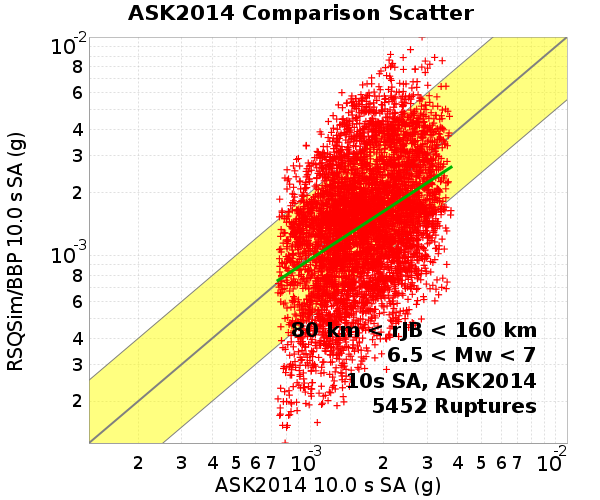 ASK2014 Comparison Scatter
RSQSim/BBP 10.0 s SA (g)
10⁻²
8
6
4
3
2
10⁻³
8
6
4
3
2
80 km < rJB < 160 km
6.5 < Mw < 7
10s SA, ASK2014
5452 Ruptures
2 3 4 5 6 7 10⁻³ 2 3 4 5 6 7 10⁻²
ASK2014 10.0 s SA (g)